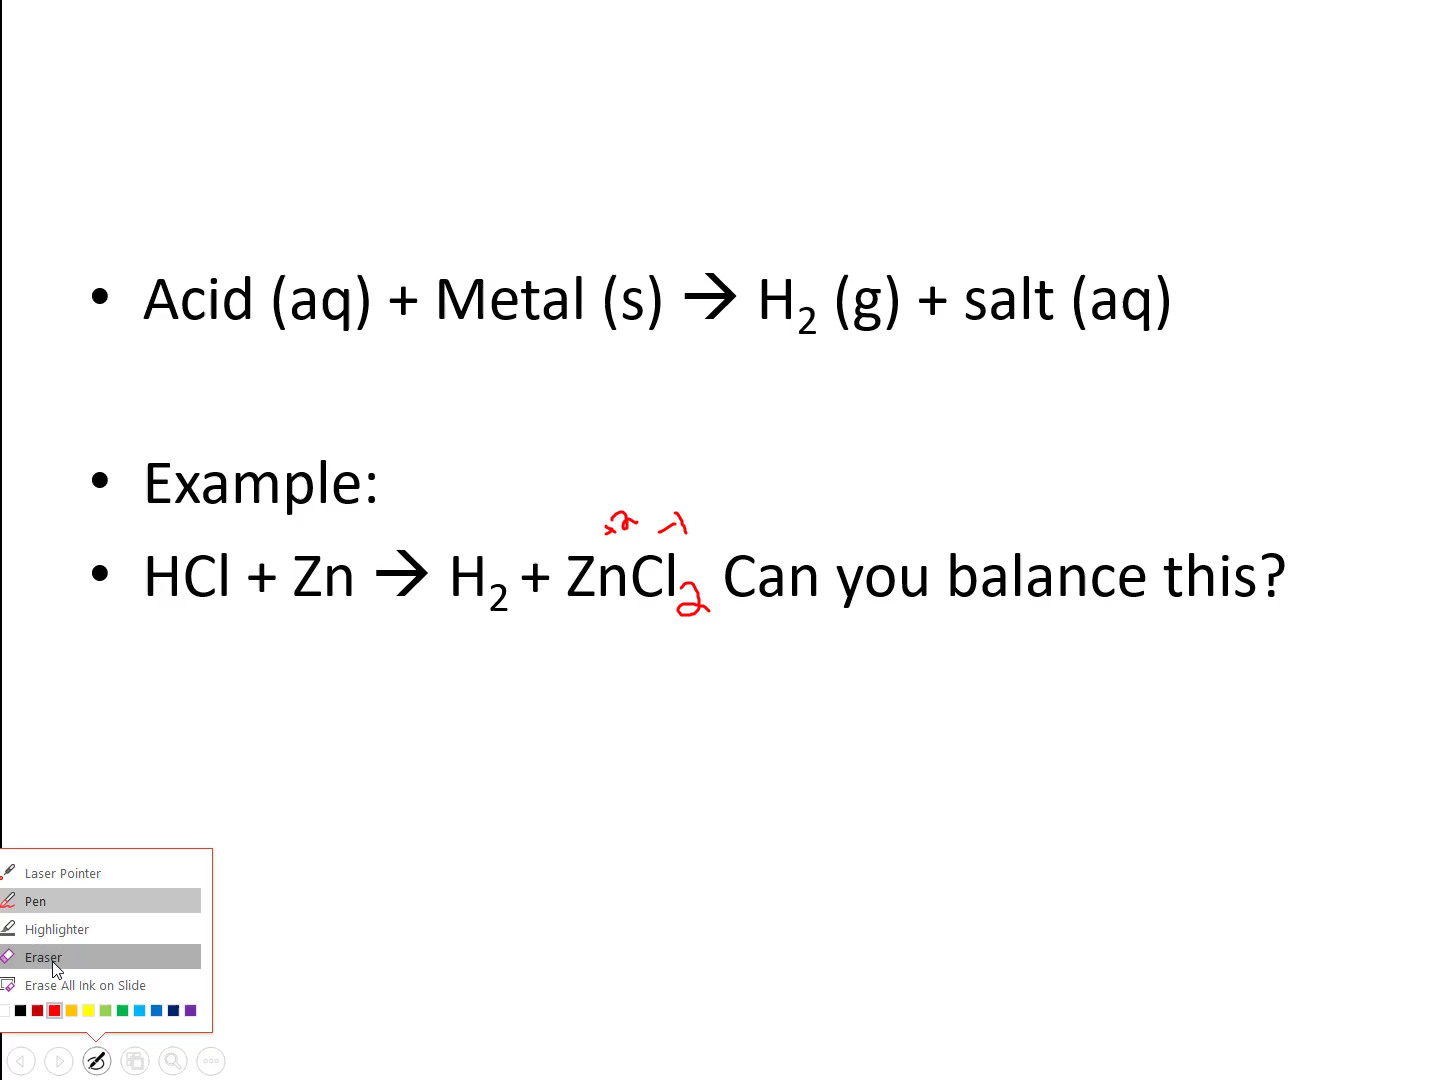 • Acid (aq) + Metal (s) → H₂ (g) + salt (aq)
• Example:
+2 -1
• HCl + Zn → H₂ + ZnCl₂ Can you balance this?
Laser Pointer
Pen
Highlighter
Eraser
Erase All Ink on Slide